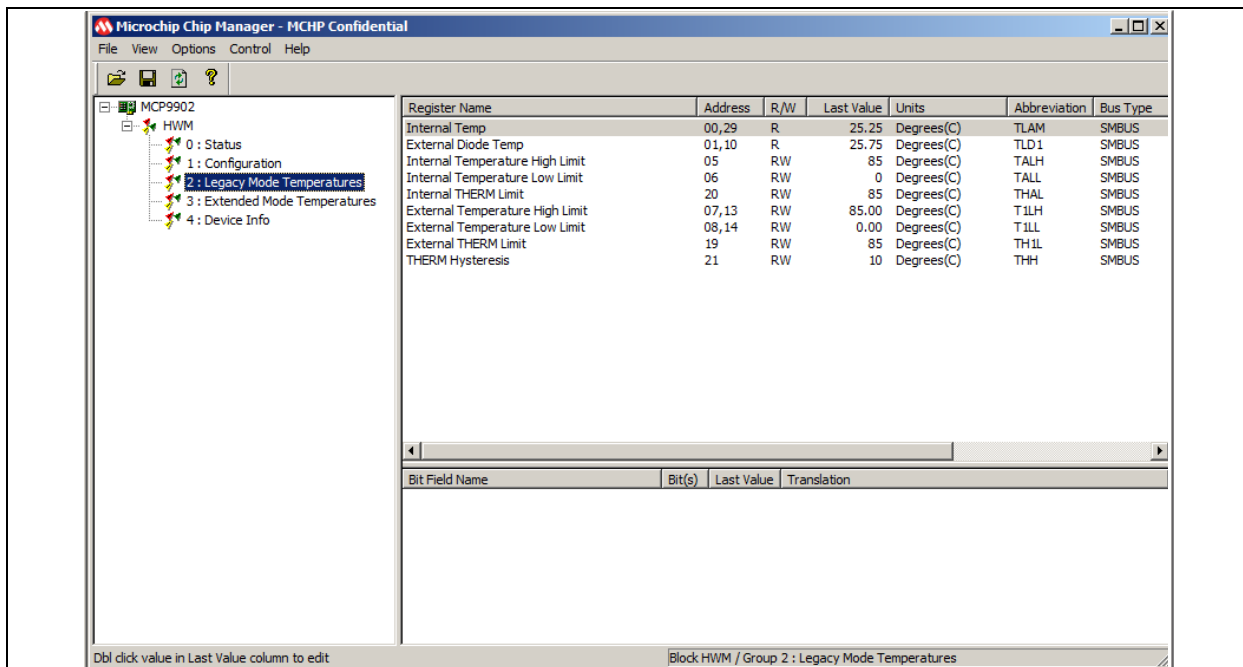 Microchip Chip Manager - MCHP Confidential
File View Options Control Help
MCP9902
HWM
0 : Status
1 : Configuration
2 : Legacy Mode Temperatures
3 : Extended Mode Temperatures
4 : Device Info
Register Name Address R/W Last Value Units Abbreviation Bus Type
Internal Temp 00,29 R 25.25 Degrees(C) TLAM SMBUS
External Diode Temp 01,10 R 25.75 Degrees(C) TLD1 SMBUS
Internal Temperature High Limit 05 RW 85 Degrees(C) TALH SMBUS
Internal Temperature Low Limit 06 RW 0 Degrees(C) TALL SMBUS
Internal THERM Limit 20 RW 85 Degrees(C) THAL SMBUS
External Temperature High Limit 07,13 RW 85.00 Degrees(C) T1LH SMBUS
External Temperature Low Limit 08,14 RW 0.00 Degrees(C) T1LL SMBUS
External THERM Limit 19 RW 85 Degrees(C) TH1L SMBUS
THERM Hysteresis 21 RW 10 Degrees(C) THH SMBUS
Bit Field Name Bit(s) Last Value Translation
Dbl click value in Last Value column to edit
Block HWM / Group 2 : Legacy Mode Temperatures